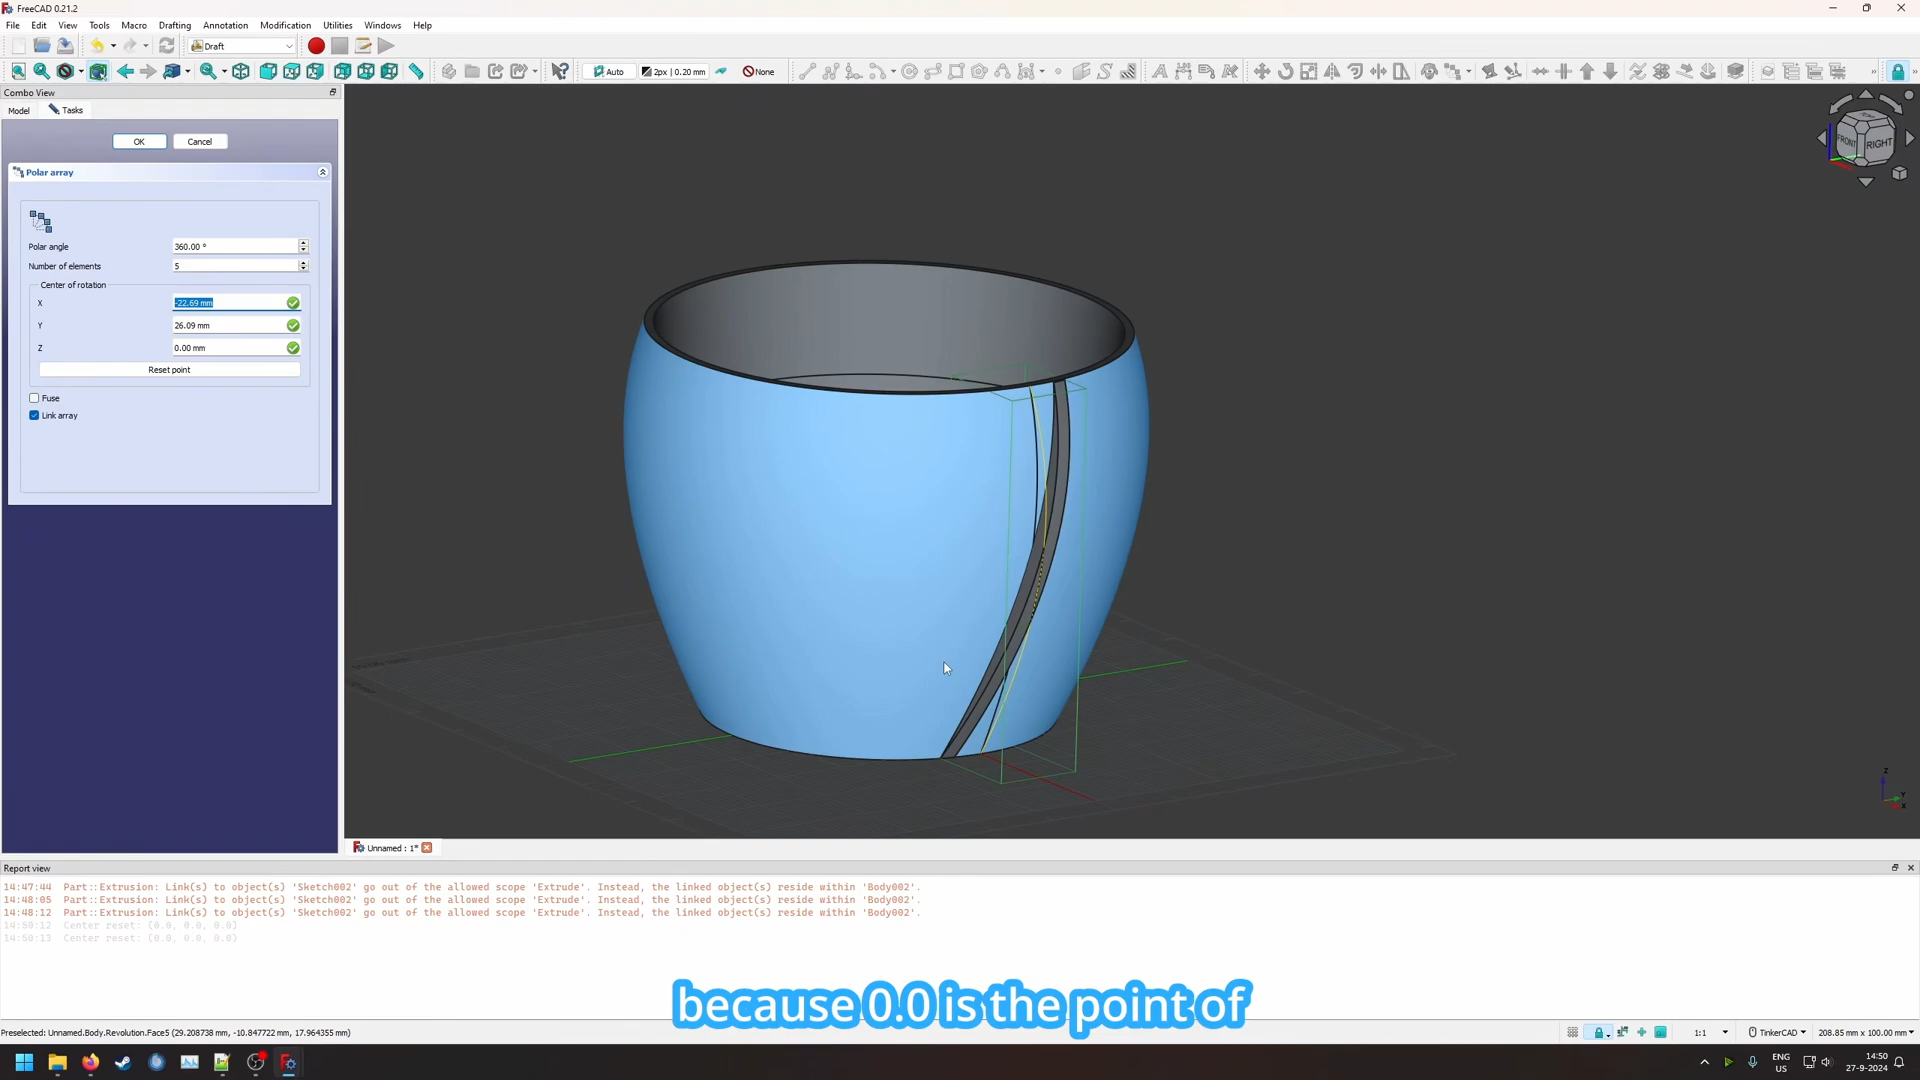 FreeCAD 0.21.2
File Edit View Tools Macro Drafting Annotation Modification Utilities Windows Help
Draft
Auto 2px | 0.20 mm None
Combo View
Model Tasks
OK Cancel
Polar array
Polar angle 360.00 °
Number of elements 5
Center of rotation
X -22.69 mm
Y 26.09 mm
Z 0.00 mm
Reset point
Fuse
Link array
TOP
FRONT RIGHT
Z
Y
X
Unnamed : 1*
Report view
14:47:44 Part::Extrusion: Link(s) to object(s) 'Sketch002' go out of the allowed scope 'Extrude'. Instead, the linked object(s) reside within 'Body002'.
14:48:05 Part::Extrusion: Link(s) to object(s) 'Sketch002' go out of the allowed scope 'Extrude'. Instead, the linked object(s) reside within 'Body002'.
14:48:12 Part::Extrusion: Link(s) to object(s) 'Sketch002' go out of the allowed scope 'Extrude'. Instead, the linked object(s) reside within 'Body002'.
14:50:12 Center reset: (0.0, 0.0, 0.0)
14:50:13 Center reset: (0.0, 0.0, 0.0)
because 0.0 is the point of
Preselected: Unnamed.Body.Revolution.Face5 (29.208738 mm, -10.847722 mm, 17.964355 mm)
1:1 TinkerCAD 208.85 mm x 100.00 mm
ENG
US
14:50
27-9-2024